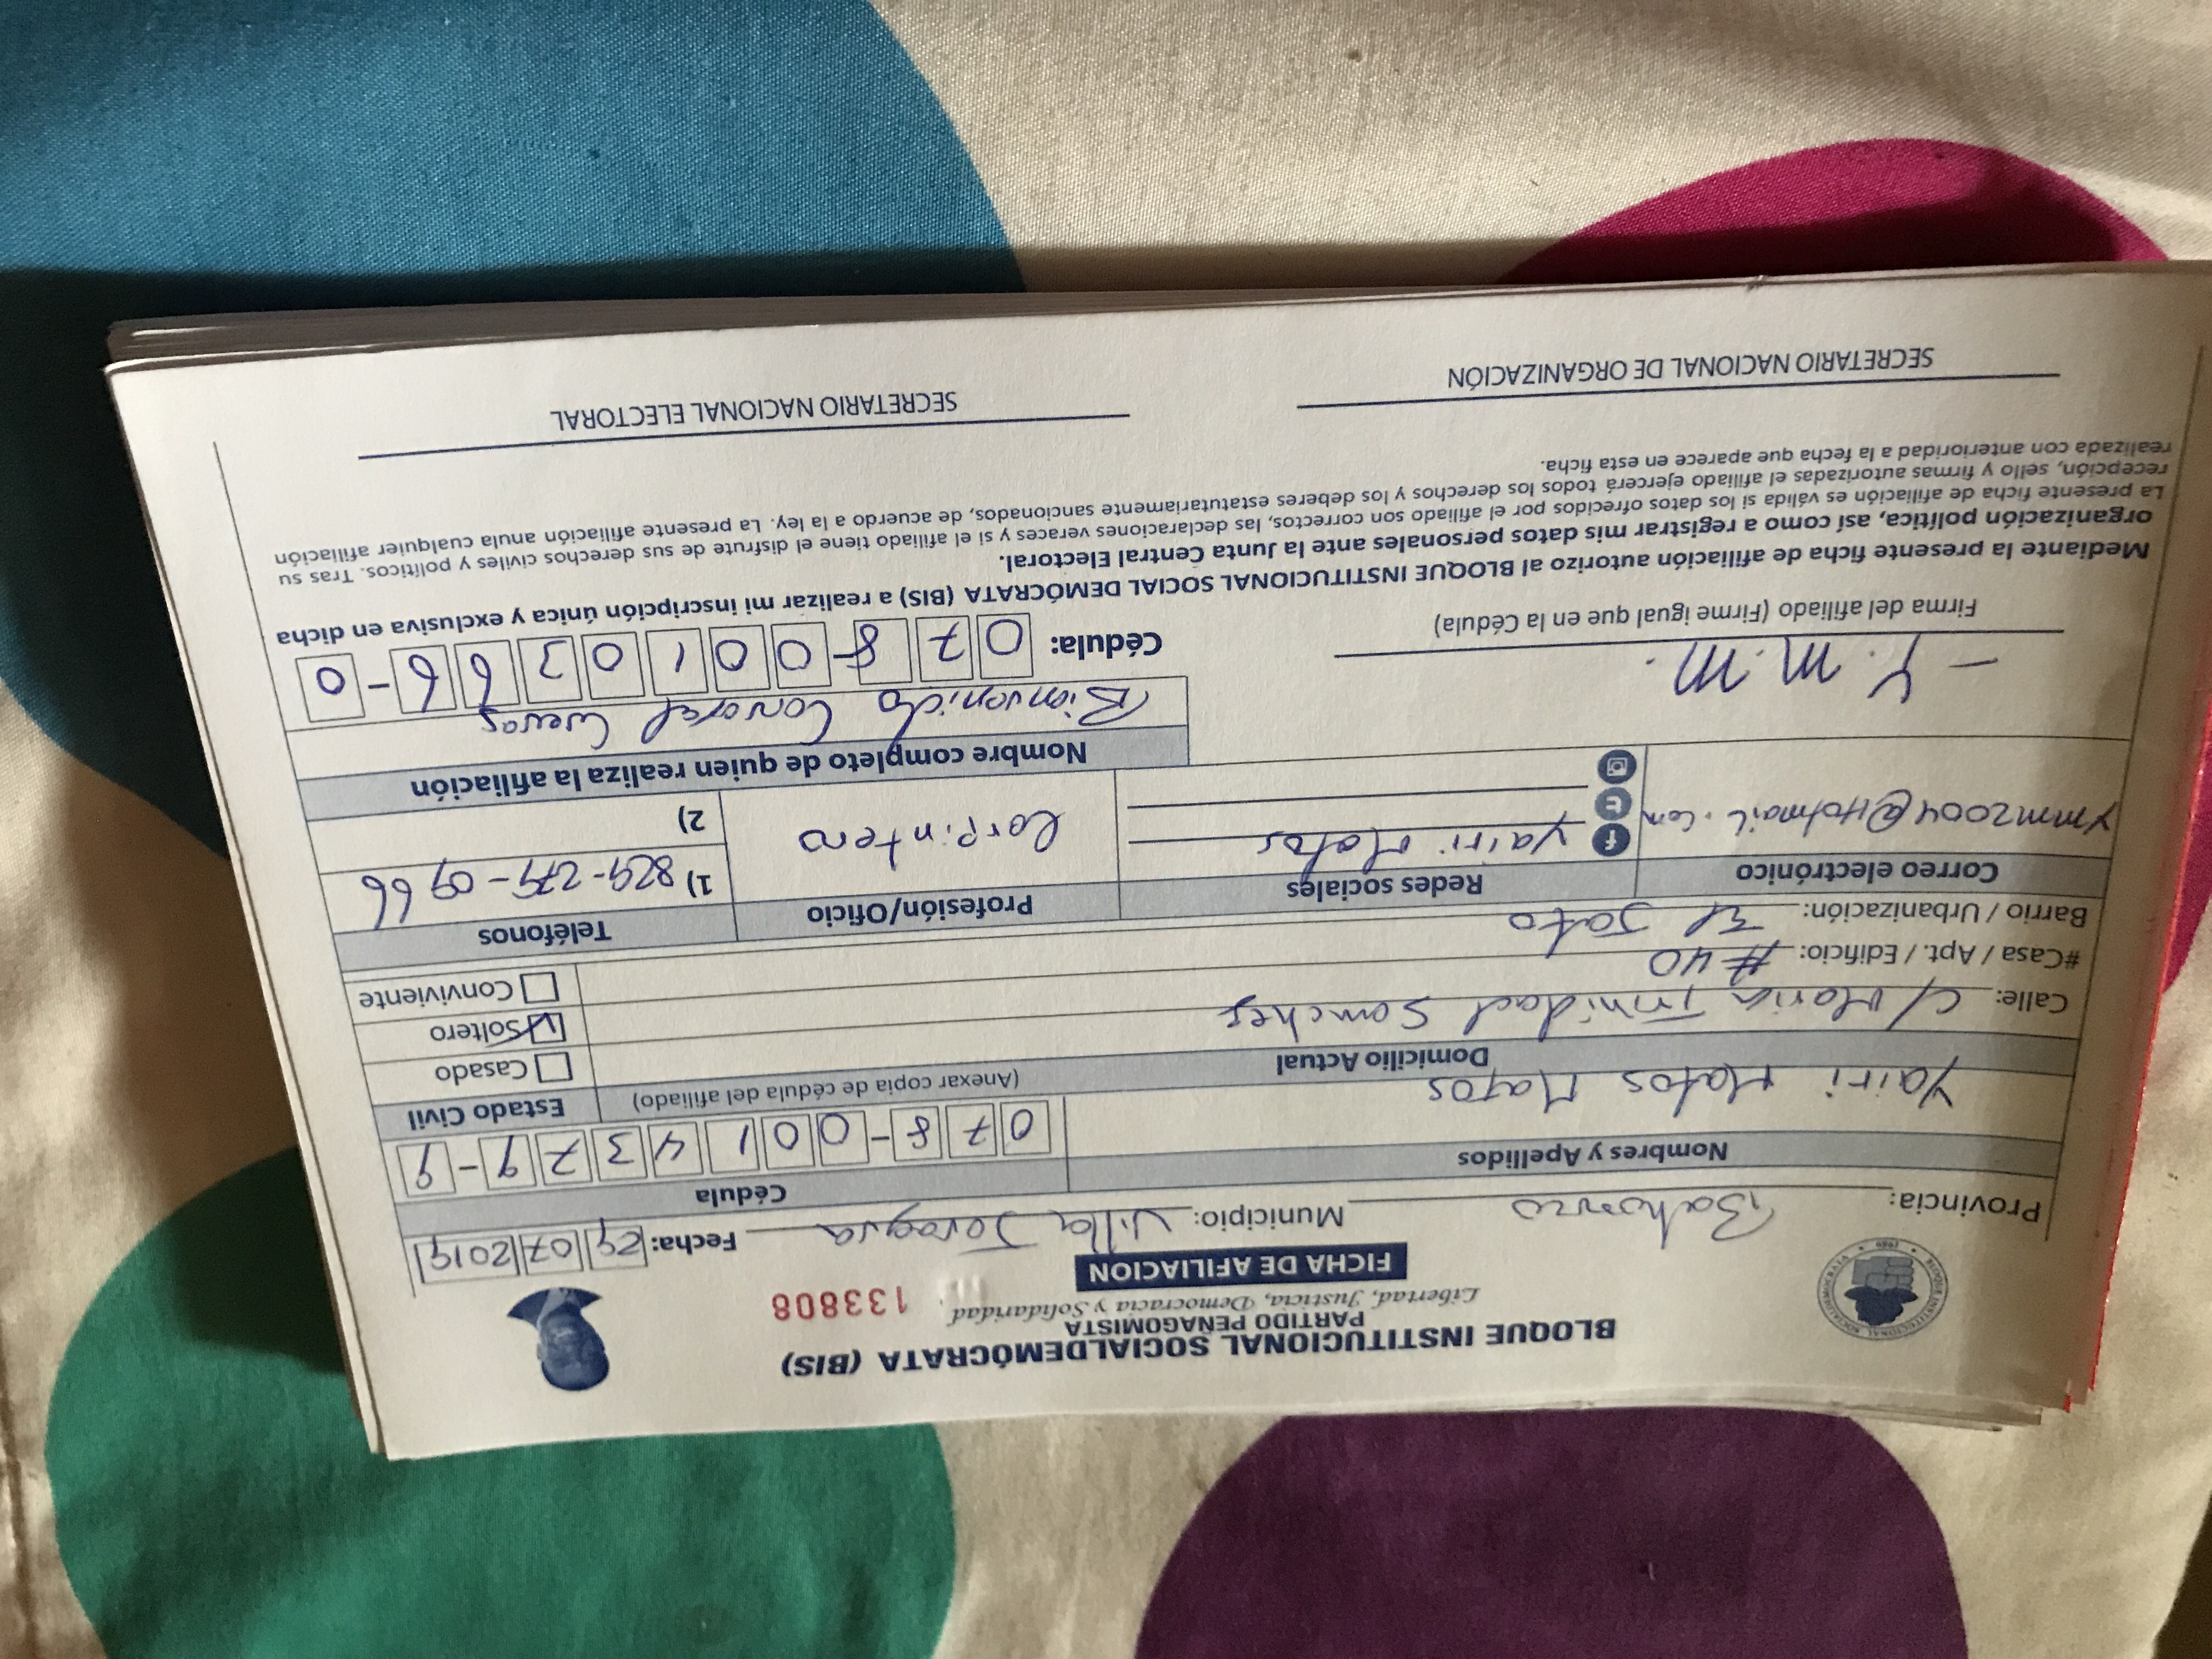 BLOQUE INSTITUCIONAL SOCIALDEMÓCRATA (BIS)
PARTIDO PEÑAGOMISTA
Libertad, Justicia, Democracia y Solidaridad
133808
FICHA DE AFILIACION
Provincia: Bahoruco Municipio: Villa Jaragua Fecha: 29 07 2019
Nombres y Apellidos Cédula
Yairi Matos Matos 078-0014379-9
Domicilio Actual (Anexar copia de cédula del afiliado) Estado Civil
Calle: C/ Maria Trinidad Sanchez
#Casa / Apt. / Edificio: #40
Barrio / Urbanización: El Jato
Casado
Soltero
Conviviente
Correo electrónico Redes sociales Profesión/Oficio Teléfonos
ymm2004@Hotmail.com Yairi Matos Carpintero 1) 829-279-0966
2)
Nombre completo de quien realiza la afiliación
Bienvenido Cuevas
Y.M.M.
Firma del afiliado (Firme igual que en la Cédula)
Cédula: 078-0010366-0
Mediante la presente ficha de afiliación autorizo al BLOQUE INSTITUCIONAL SOCIAL DEMÓCRATA (BIS) a realizar mi inscripción única y exclusiva en dicha
organización política, así como a registrar mis datos personales ante la Junta Central Electoral.
La presente ficha de afiliación es válida si los datos ofrecidos por el afiliado son correctos, las declaraciones veraces y si el afiliado tiene el disfrute de sus derechos civiles y políticos. Tras su
recepción, sello y firmas autorizadas el afiliado ejercerá todos los derechos y los deberes estatutariamente sancionados, de acuerdo a la ley. La presente afiliación anula cualquier afiliación
realizada con anterioridad a la fecha que aparece en esta ficha.
SECRETARIO NACIONAL DE ORGANIZACIÓN SECRETARIO NACIONAL ELECTORAL